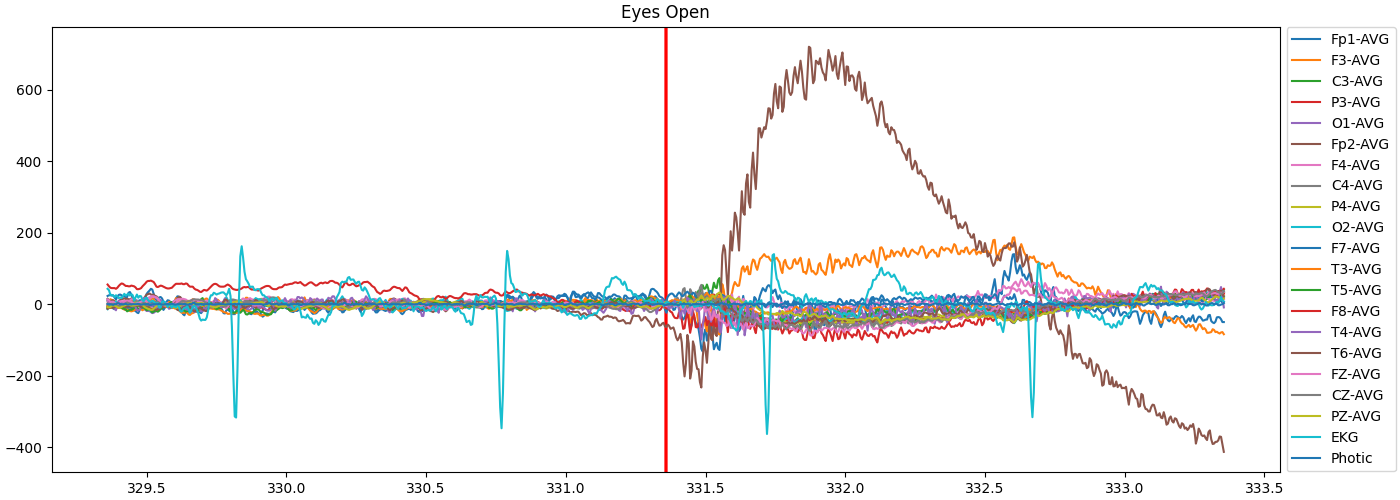 Eyes Open
600
400
200
0
−200
−400
329.5 330.0 330.5 331.0 331.5 332.0 332.5 333.0 333.5
Fp1-AVG
F3-AVG
C3-AVG
P3-AVG
O1-AVG
Fp2-AVG
F4-AVG
C4-AVG
P4-AVG
O2-AVG
F7-AVG
T3-AVG
T5-AVG
F8-AVG
T4-AVG
T6-AVG
FZ-AVG
CZ-AVG
PZ-AVG
EKG
Photic